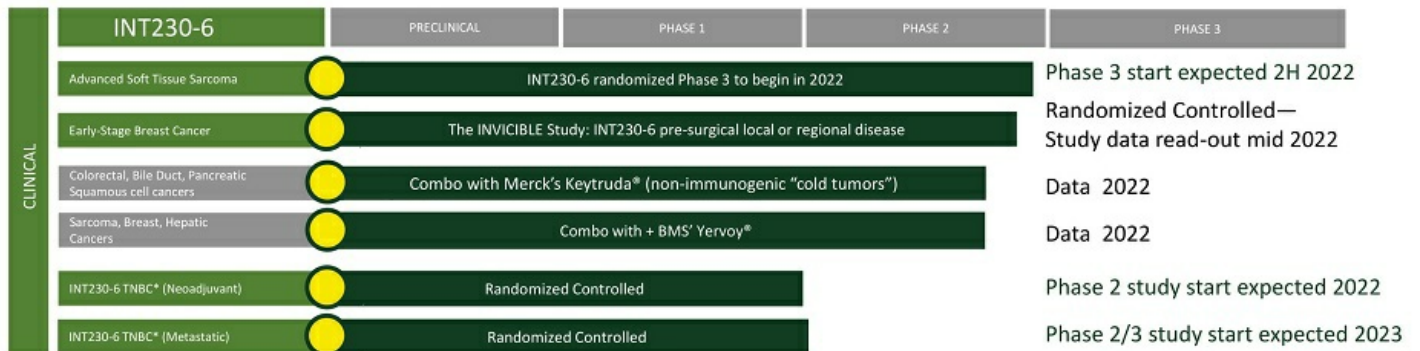 INT230-6
PRECLINICAL
PHASE 1
PHASE 2
PHASE 3
CLINICAL
Advanced Soft Tissue Sarcoma
INT230-6 randomized Phase 3 to begin in 2022
Phase 3 start expected 2H 2022
Early-Stage Breast Cancer
The INVICIBLE Study: INT230-6 pre-surgical local or regional disease
Randomized Controlled—
Study data read-out mid 2022
Colorectal, Bile Duct, Pancreatic
Squamous cell cancers
Combo with Merck's Keytruda® (non-immunogenic "cold tumors")
Data 2022
Sarcoma, Breast, Hepatic
Cancers
Combo with + BMS' Yervoy®
Data 2022
INT230-6 TNBC* (Neoadjuvant)
Randomized Controlled
Phase 2 study start expected 2022
INT230-6 TNBC* (Metastatic)
Randomized Controlled
Phase 2/3 study start expected 2023